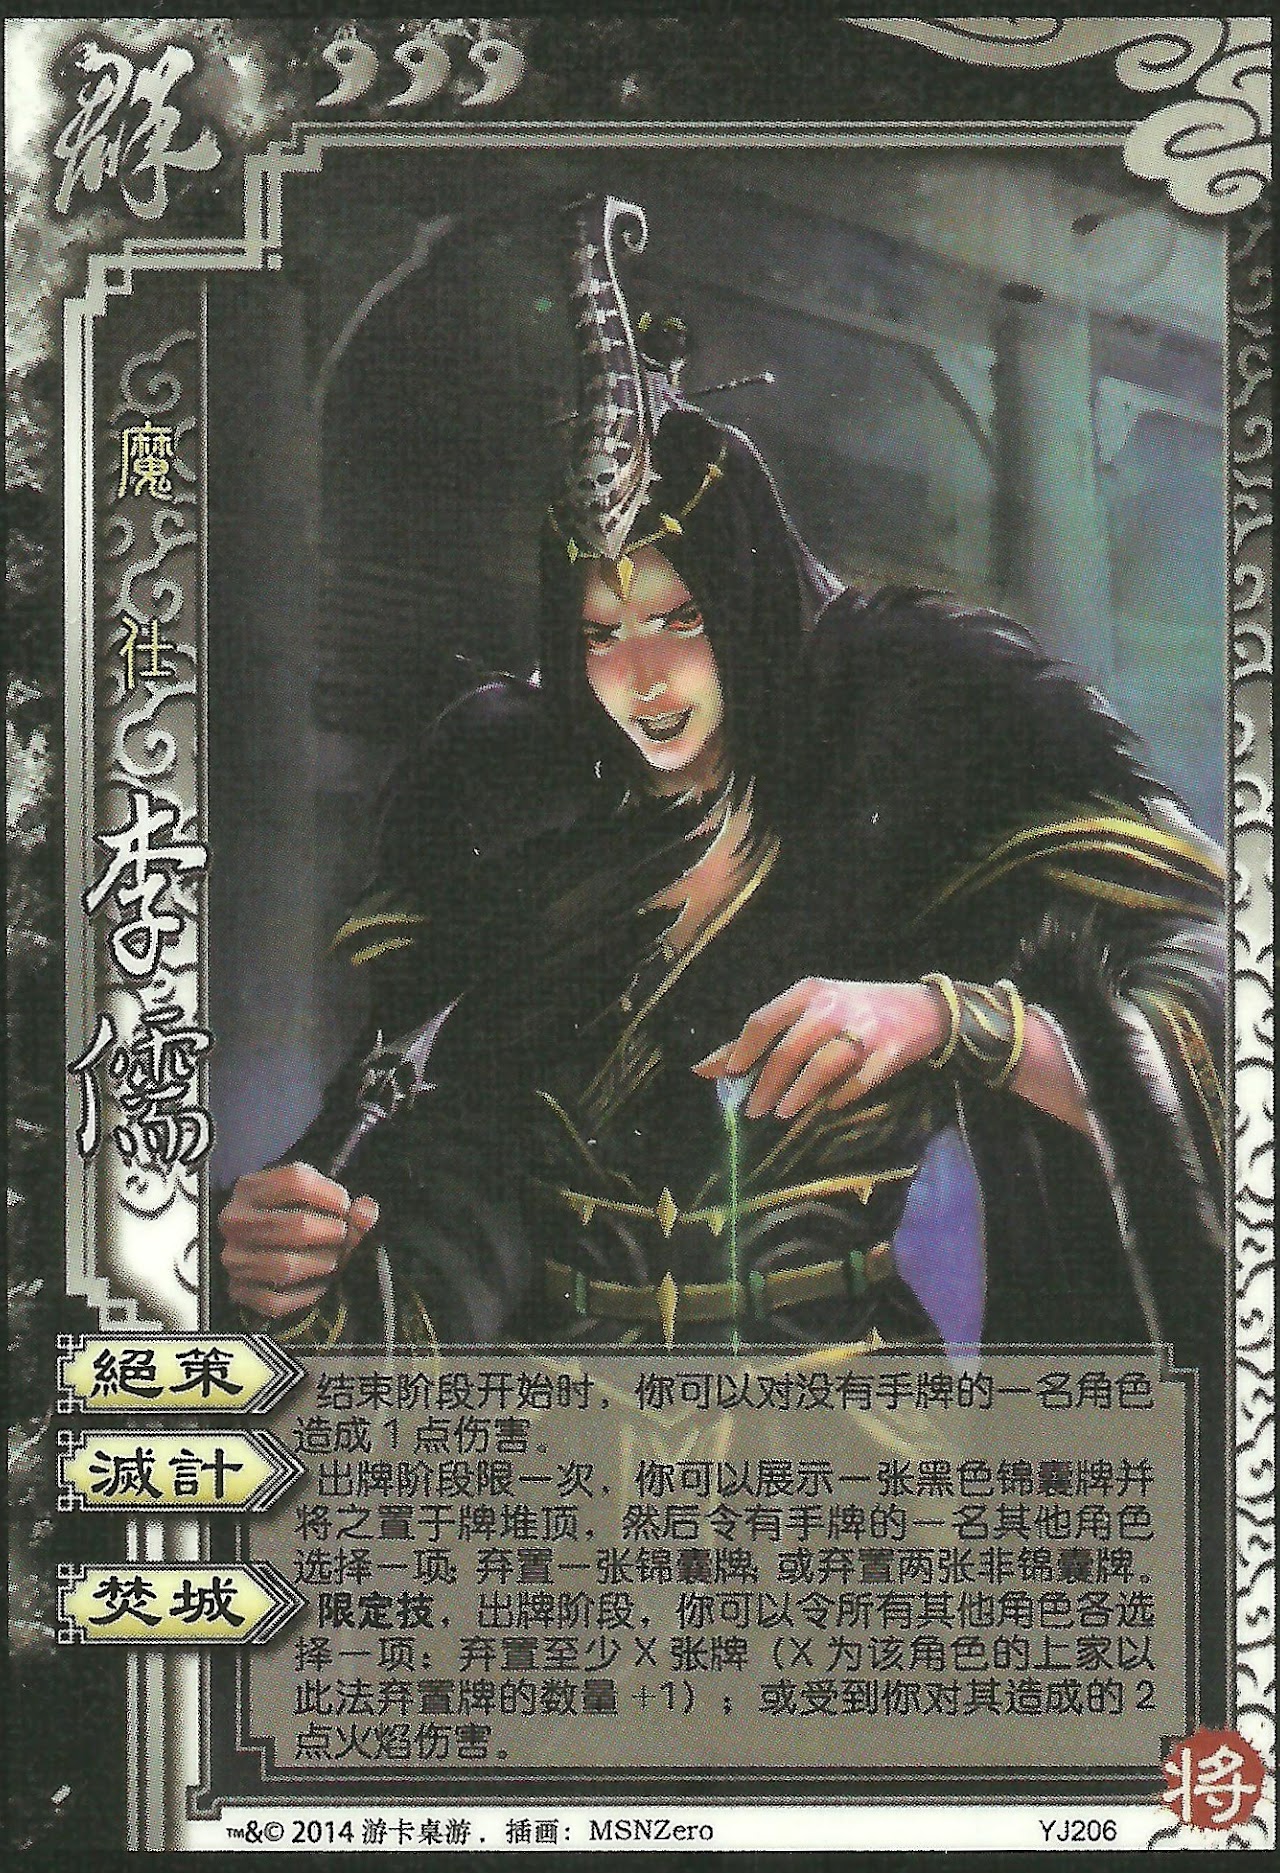 群
魔仕
李儒
絕策
结束阶段开始时，你可以对没有手牌的一名角色
造成1点伤害。
滅計
出牌阶段限一次，你可以展示一张黑色锦囊牌并
将之置于牌堆顶，然后令有手牌的一名其他角色
选择一项：弃置一张锦囊牌；或弃置两张非锦囊牌。
焚城
限定技，出牌阶段，你可以令所有其他角色各选
择一项：弃置至少X张牌（X为该角色的上家以
此法弃置牌的数量+1）；或受到你对其造成的2
点火焰伤害。
将
™&© 2014 游卡桌游．插画：MSNZero
YJ206